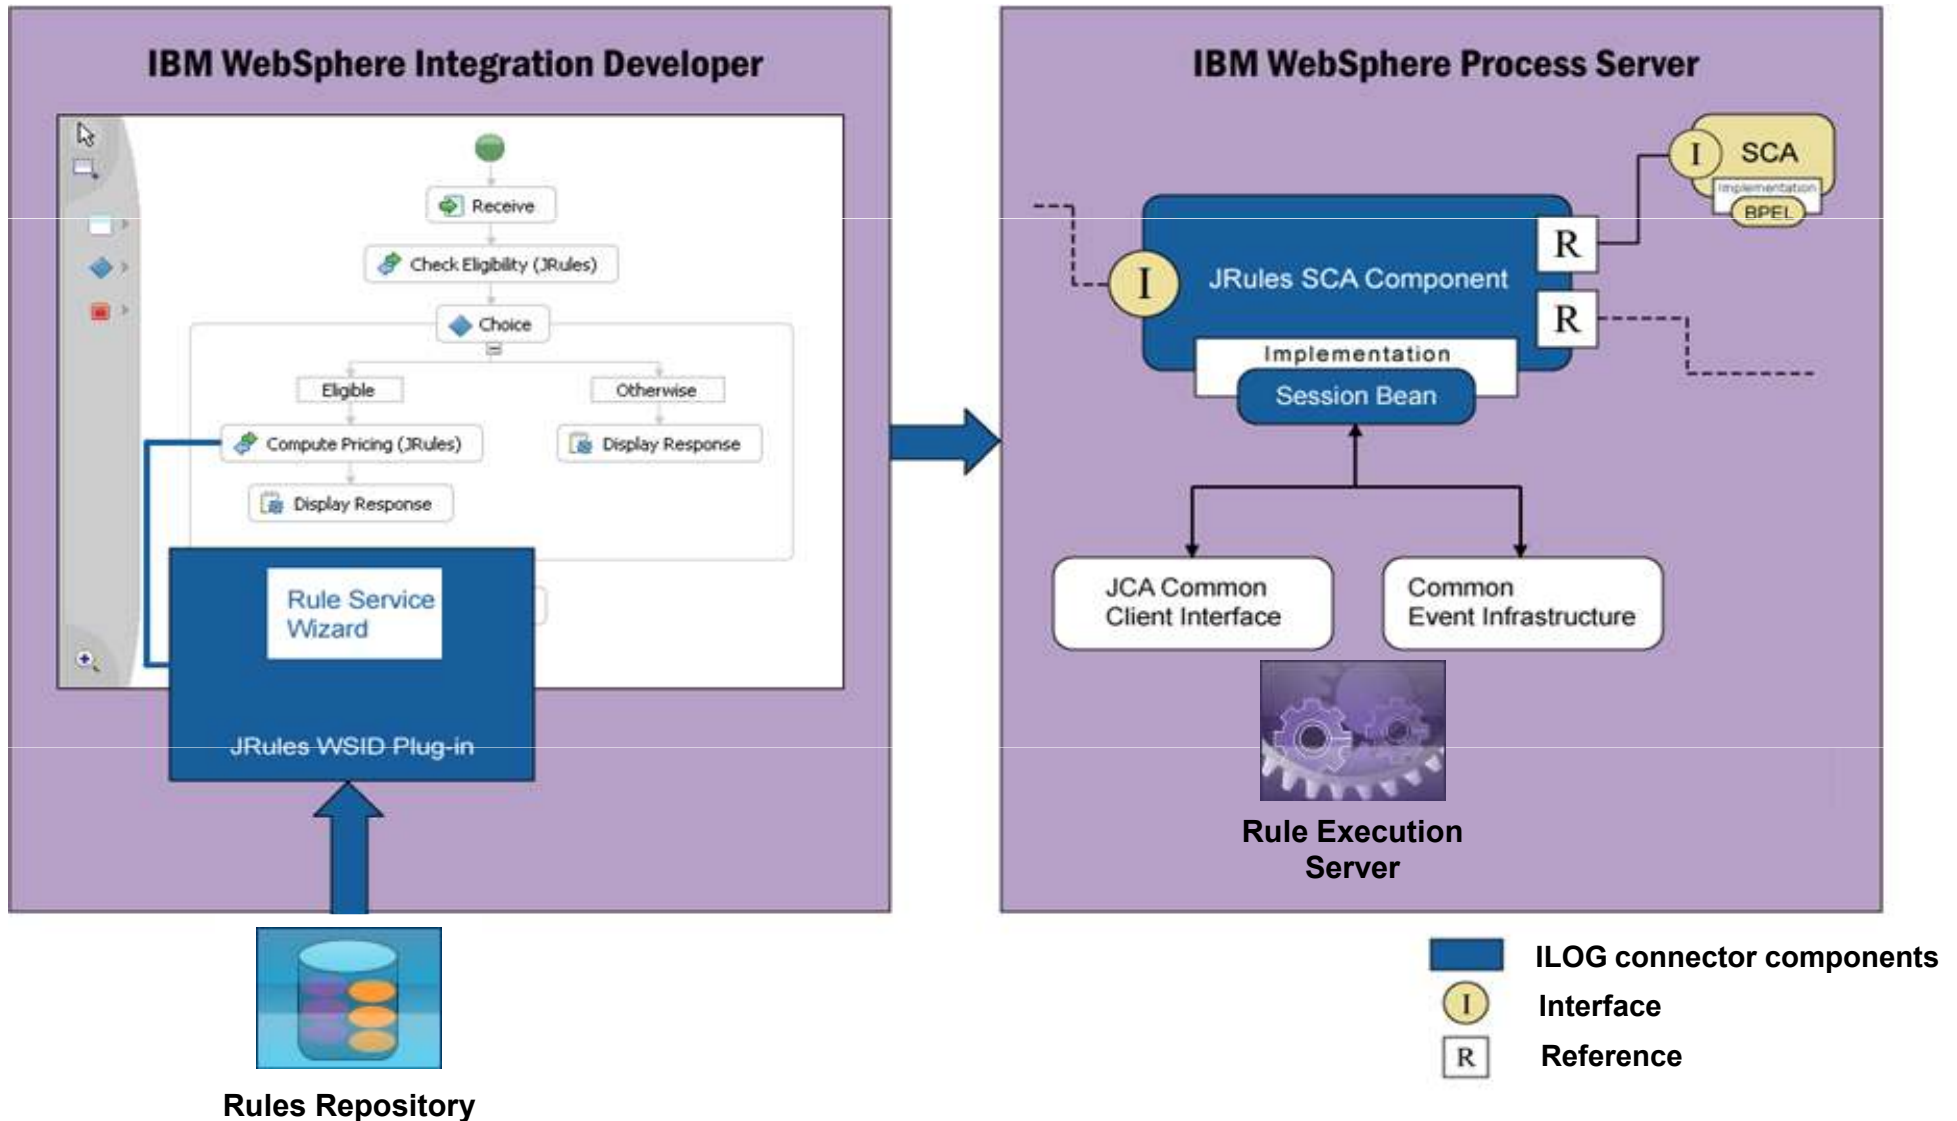 IBM WebSphere Integration Developer
Receive
Check Eligibility (JRules)
Choice
Eligible
Otherwise
Compute Pricing (JRules)
Display Response
Display Response
Rule Service
Wizard
JRules WSID Plug-in
Rules Repository
IBM WebSphere Process Server
I
SCA
Implementation
BPEL
R
I
JRules SCA Component
R
Implementation
Session Bean
JCA Common
Client Interface
Common
Event Infrastructure
Rule Execution
Server
ILOG connector components
I
Interface
R
Reference